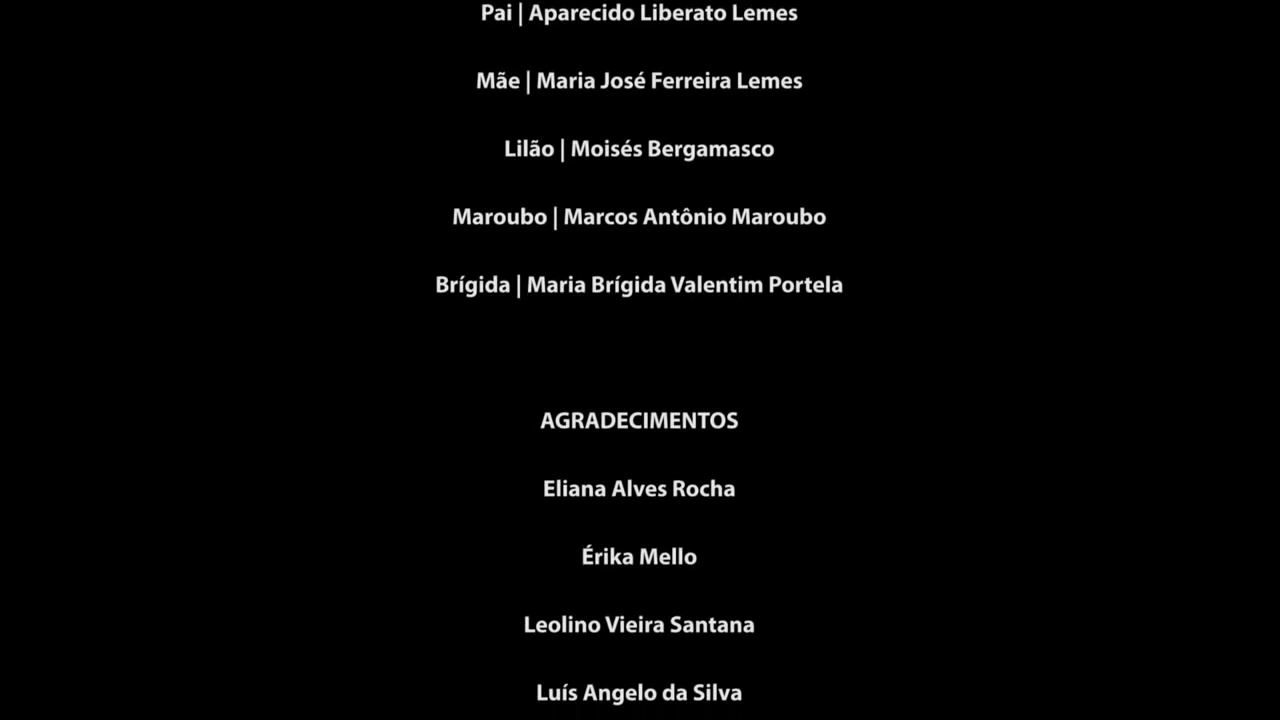 Pai | Aparecido Liberato Lemes
Mãe | Maria José Ferreira Lemes
Lilão | Moisés Bergamasco
Maroubo | Marcos Antônio Maroubo
Brígida | Maria Brígida Valentim Portela
AGRADECIMENTOS
Eliana Alves Rocha
Érika Mello
Leolino Vieira Santana
Luís Angelo da Silva